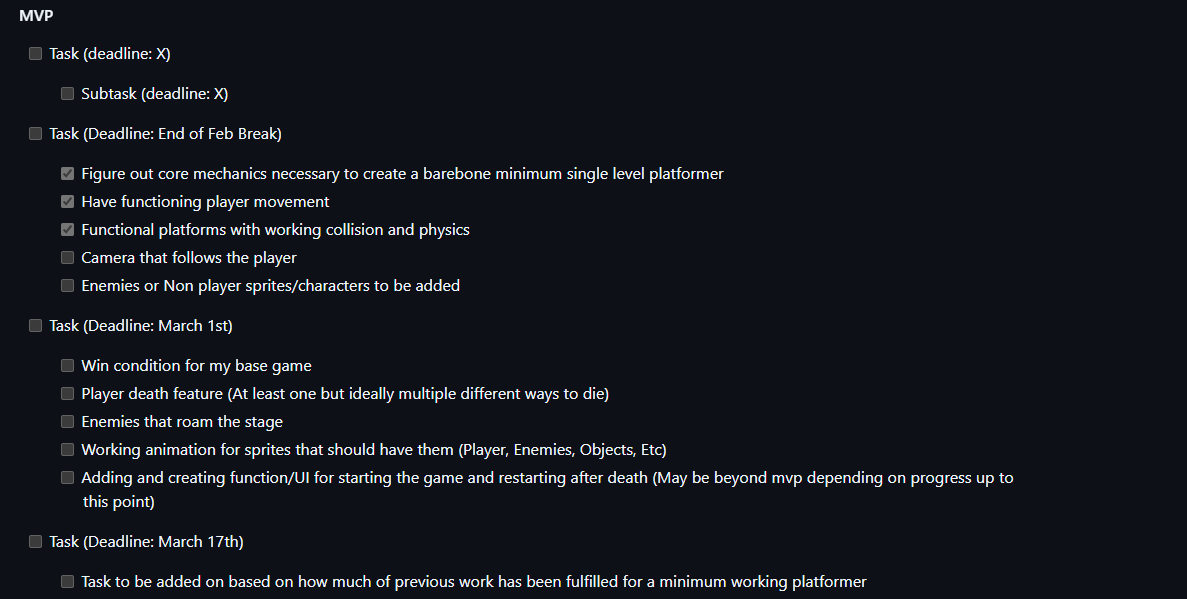 MVP
Task (deadline: X)
Subtask (deadline: X)
Task (Deadline: End of Feb Break)
Figure out core mechanics necessary to create a barebone minimum single level platformer
Have functioning player movement
Functional platforms with working collision and physics
Camera that follows the player
Enemies or Non player sprites/characters to be added
Task (Deadline: March 1st)
Win condition for my base game
Player death feature (At least one but ideally multiple different ways to die)
Enemies that roam the stage
Working animation for sprites that should have them (Player, Enemies, Objects, Etc)
Adding and creating function/UI for starting the game and restarting after death (May be beyond mvp depending on progress up to
this point)
Task (Deadline: March 17th)
Task to be added on based on how much of previous work has been fulfilled for a minimum working platformer